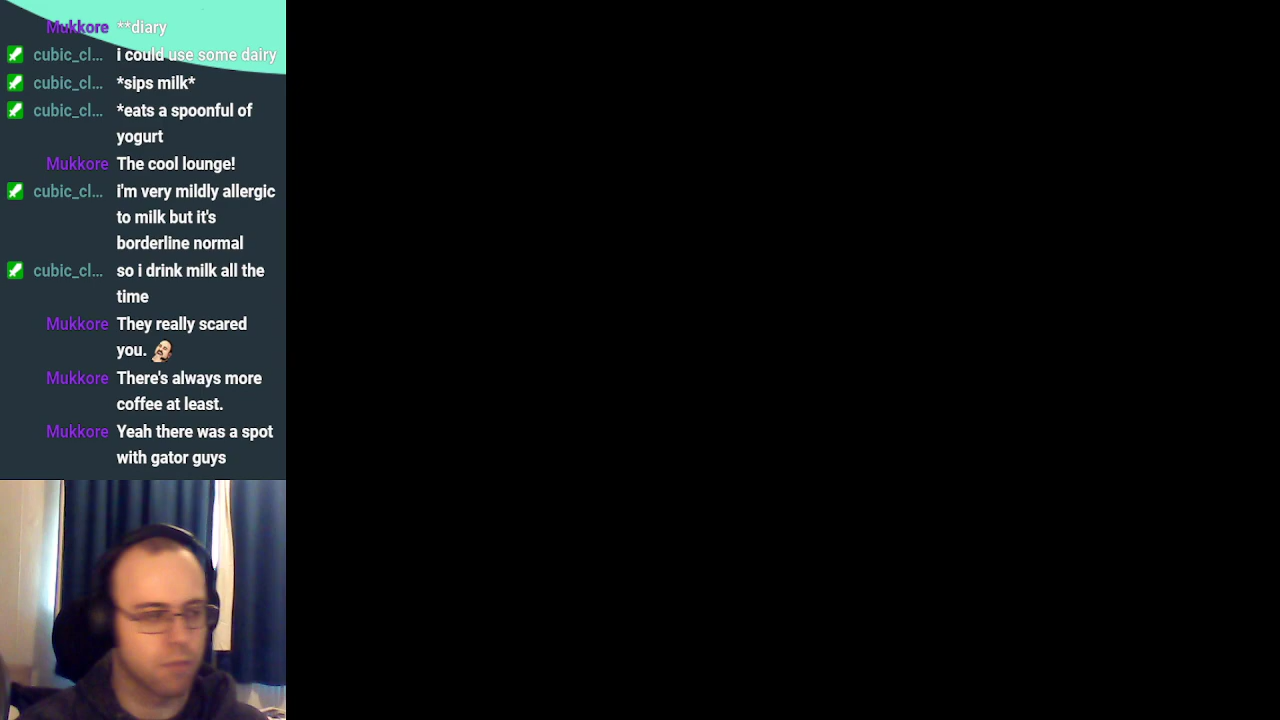 Mukkore **diary
cubic_cl... i could use some dairy
cubic_cl... *sips milk*
cubic_cl... *eats a spoonful of
yogurt
Mukkore The cool lounge!
cubic_cl... i'm very mildly allergic
to milk but it's
borderline normal
cubic_cl... so i drink milk all the
time
Mukkore They really scared
you.
Mukkore There's always more
coffee at least.
Mukkore Yeah there was a spot
with gator guys